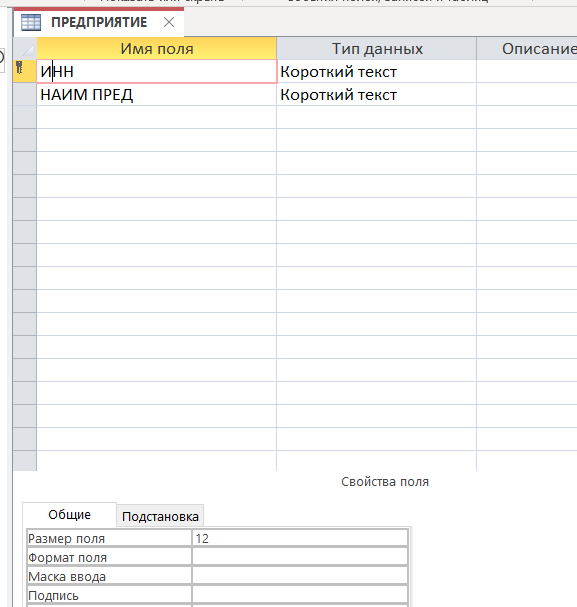 ПРЕДПРИЯТИЕ
Имя поля Тип данных Описание
ИНН Короткий текст
НАИМ ПРЕД Короткий текст
Свойства поля
Общие Подстановка
Размер поля 12
Формат поля
Маска ввода
Подпись